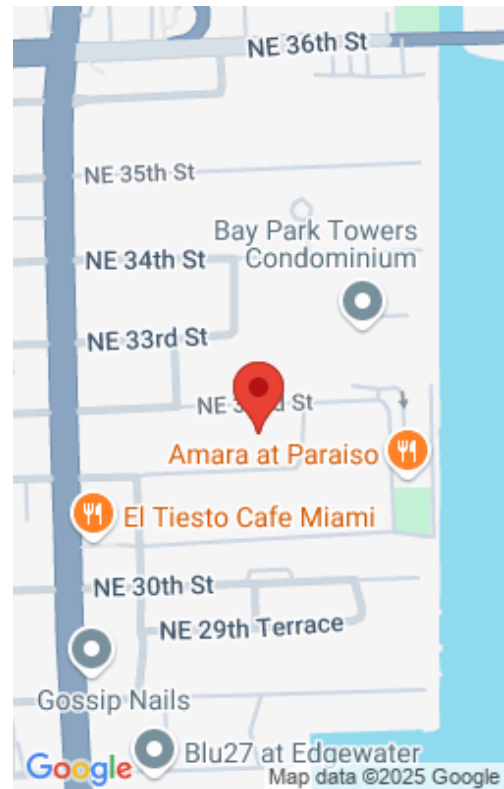 NE 36th St
NE 35th St
Bay Park Towers
Condominium
NE 34th St
NE 33rd St
NE St
Amara at Paraiso
El Tiesto Cafe Miami
NE 30th St
NE 29th Terrace
Gossip Nails
Blu27 at Edgewater
Google
Map data ©2025 Google